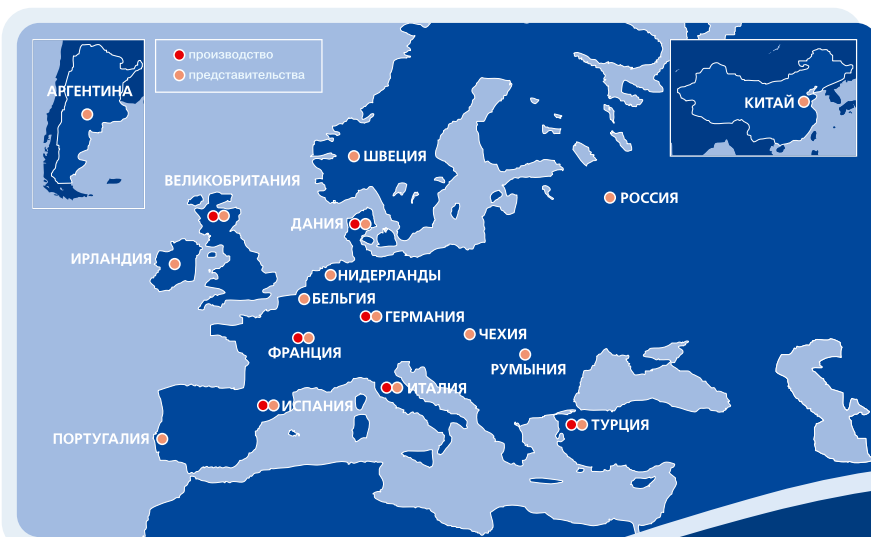 производство
представительства
АРГЕНТИНА
КИТАЙ
ШВЕЦИЯ
ВЕЛИКОБРИТАНИЯ
РОССИЯ
ДАНИЯ
ИРЛАНДИЯ
НИДЕРЛАНДЫ
БЕЛЬГИЯ
ГЕРМАНИЯ
ЧЕХИЯ
ФРАНЦИЯ
РУМЫНИЯ
ИТАЛИЯ
ИСПАНИЯ
ТУРЦИЯ
ПОРТУГАЛИЯ